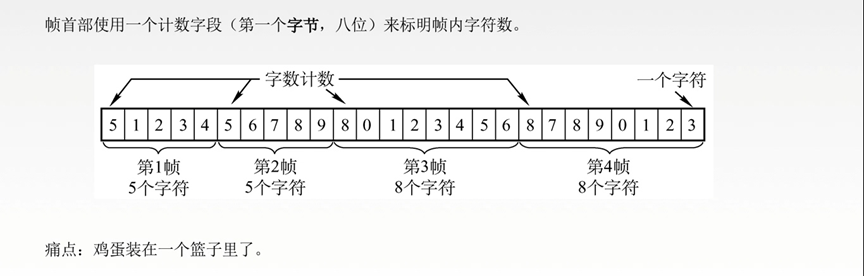 帧首部使用一个计数字段（第一个字节，八位）来标明帧内字符数。
字数计数
一个字符
5 1 2 3 4 5 6 7 8 9 8 0 1 2 3 4 5 6 8 7 8 9 0 1 2 3
第1帧 第2帧 第3帧 第4帧
5个字符 5个字符 8个字符 8个字符
痛点：鸡蛋装在一个篮子里了。